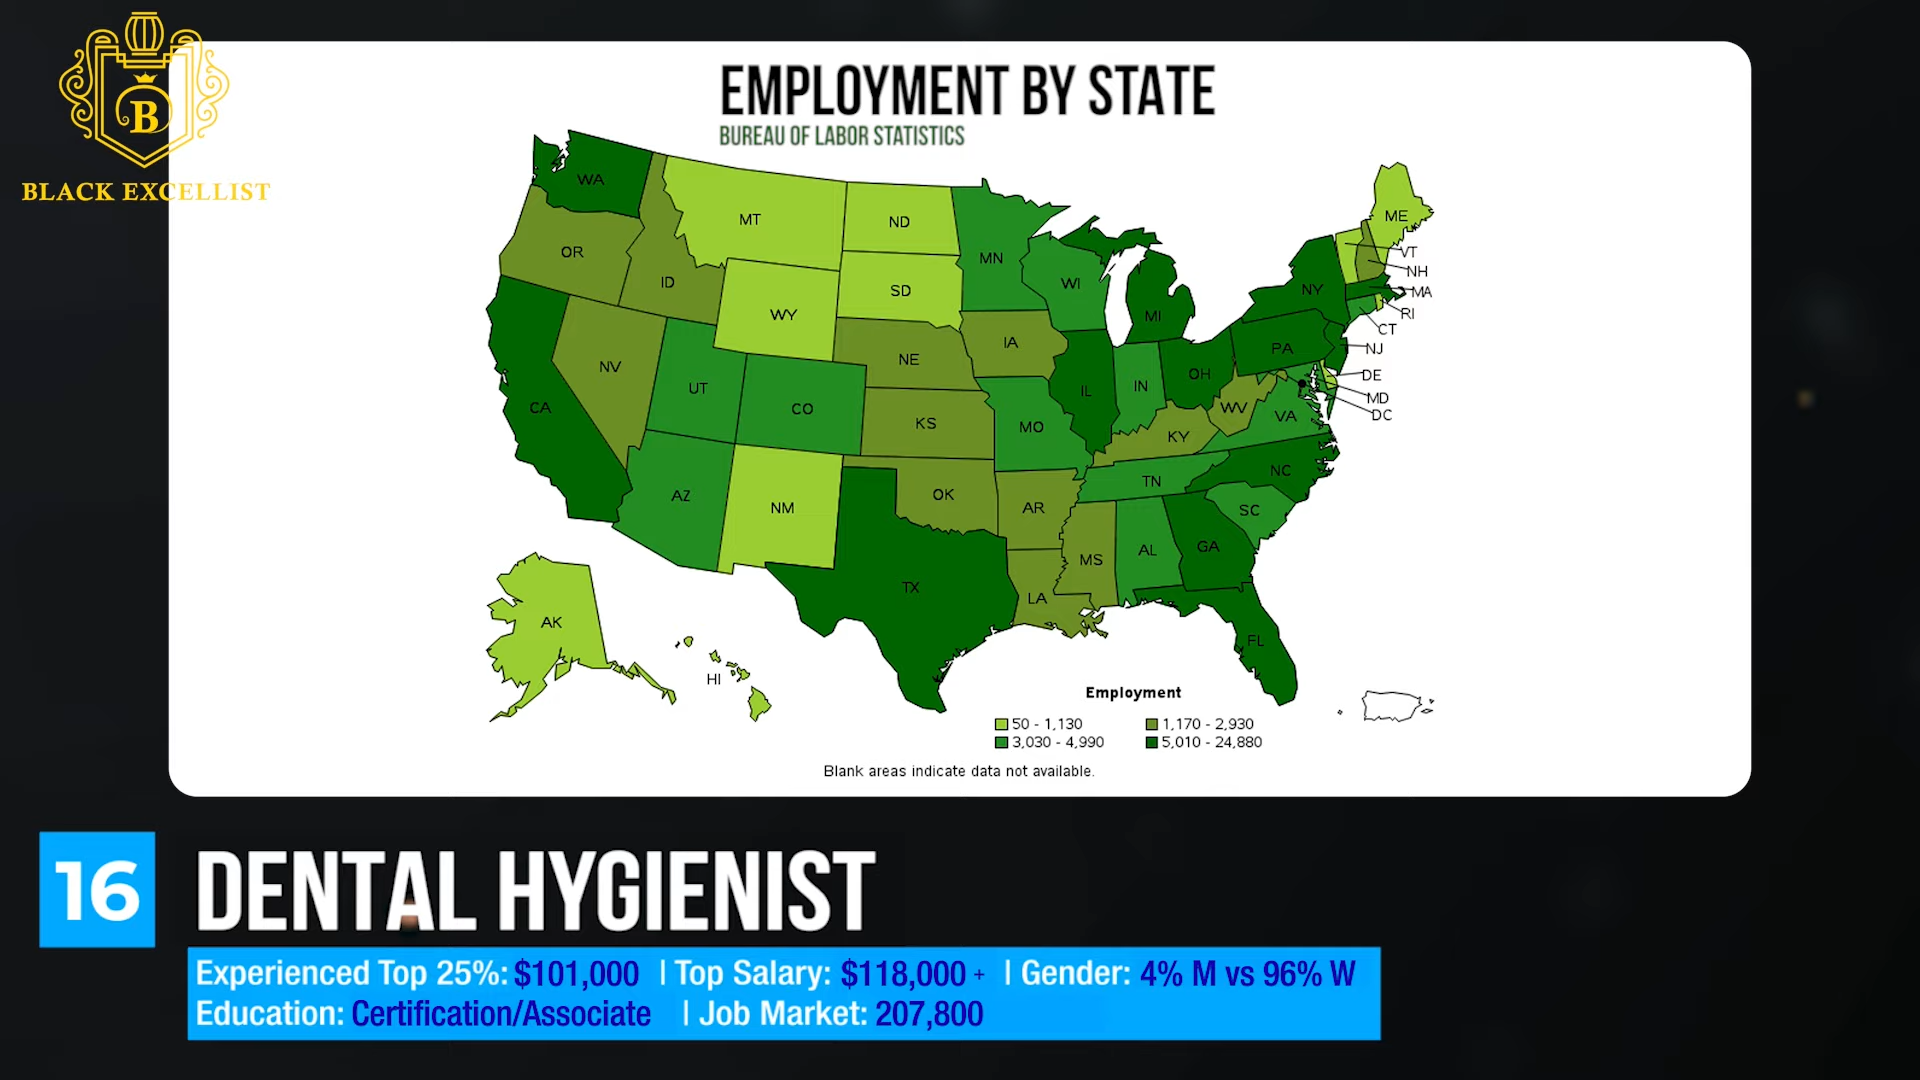 B
BLACK EXCELLIST
EMPLOYMENT BY STATE
BUREAU OF LABOR STATISTICS
WA
MT
ND
MN
ME
VT
NH
OR
ID
SD
WI
MI
NY
MA
RI
CT
WY
IA
NE
PA
NJ
NV
UT
CO
IL
IN
OH
DE
MD
DC
CA
KS
MO
WV
VA
KY
AZ
NM
OK
AR
TN
NC
SC
MS
AL
GA
TX
LA
FL
AK
HI
Employment
50 - 1,130
1,170 - 2,930
3,030 - 4,990
5,010 - 24,880
Blank areas indicate data not available.
16
DENTAL HYGIENIST
Experienced Top 25%: $101,000 | Top Salary: $118,000 + | Gender: 4% M vs 96% W
Education: Certification/Associate | Job Market: 207,800